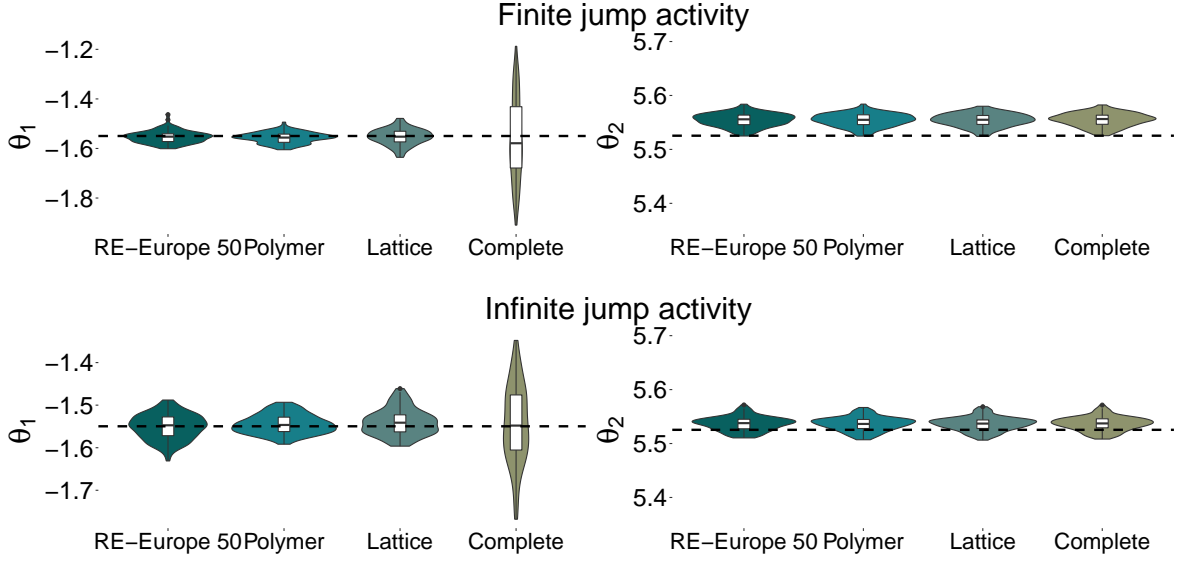 Finite jump activity
θ1
−1.2
−1.4
−1.6
−1.8
RE−Europe 50 Polymer Lattice Complete
θ2
5.7
5.6
5.5
5.4
RE−Europe 50 Polymer Lattice Complete
Infinite jump activity
θ1
−1.4
−1.5
−1.6
−1.7
RE−Europe 50 Polymer Lattice Complete
θ2
5.7
5.6
5.5
5.4
RE−Europe 50 Polymer Lattice Complete